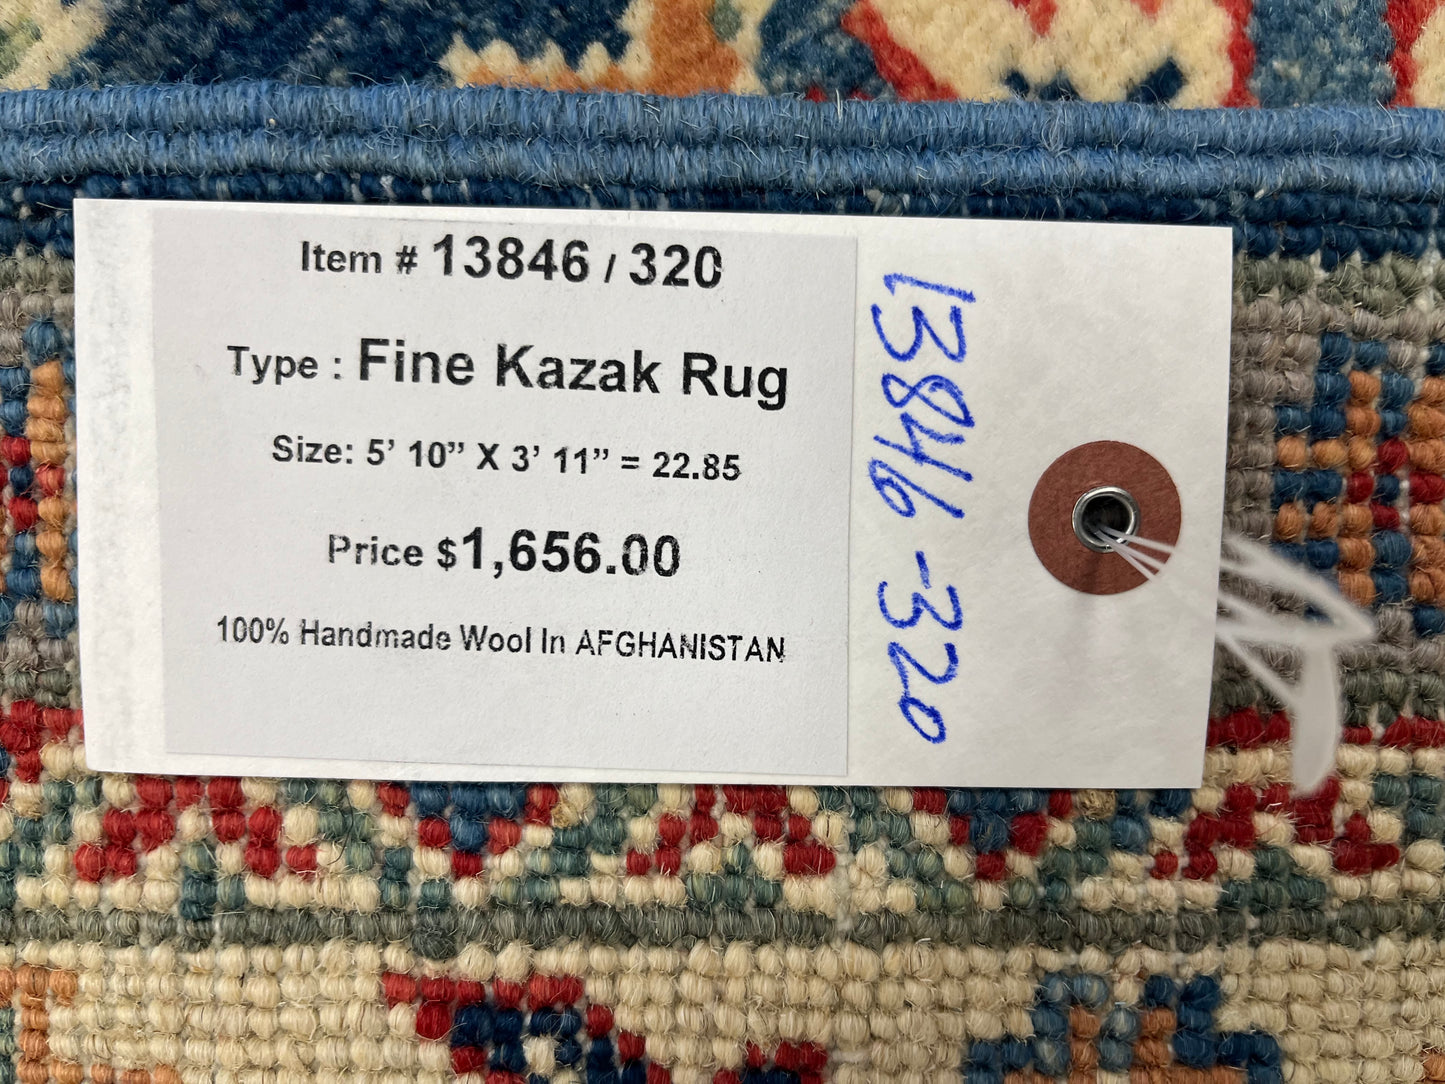 Item # 13846 / 320
Type : Fine Kazak Rug
Size: 5’ 10” X 3’ 11” = 22.85
Price $1,656.00
100% Handmade Wool In AFGHANISTAN
13846 -320